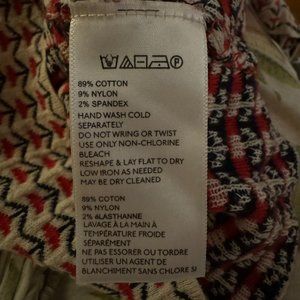 89% COTTON
9% NYLON
2% SPANDEX
HAND WASH COLD
SEPARATELY
DO NOT WRING OR TWIST
USE ONLY NON-CHLORINE
BLEACH
RESHAPE & LAY FLAT TO DRY
LOW IRON AS NEEDED
MAY BE DRY CLEANED
89% COTTON
9% NYLON
2% ÉLASTHANNE
LAVAGE À LA MAIN À
TEMPÉRATURE FROIDE
SÉPARÉMENT
NE PAS ESSORER OU TORDRE
UTILISER UN AGENT DE
BLANCHIMENT SANS CHLORE SI